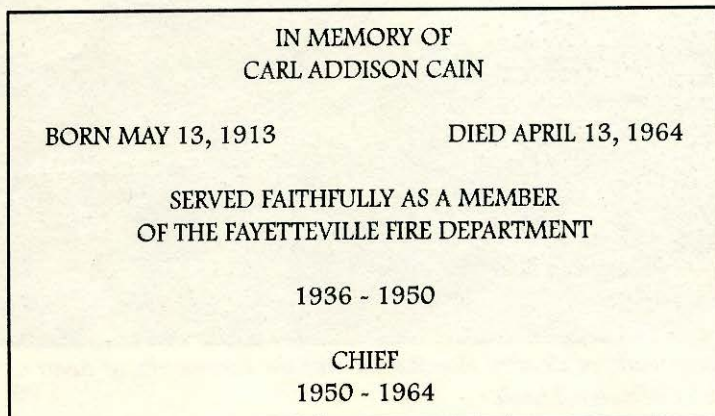 IN MEMORY OF
CARL ADDISON CAIN
BORN MAY 13, 1913 DIED APRIL 13, 1964
SERVED FAITHFULLY AS A MEMBER
OF THE FAYETTEVILLE FIRE DEPARTMENT
1936 - 1950
CHIEF
1950 - 1964